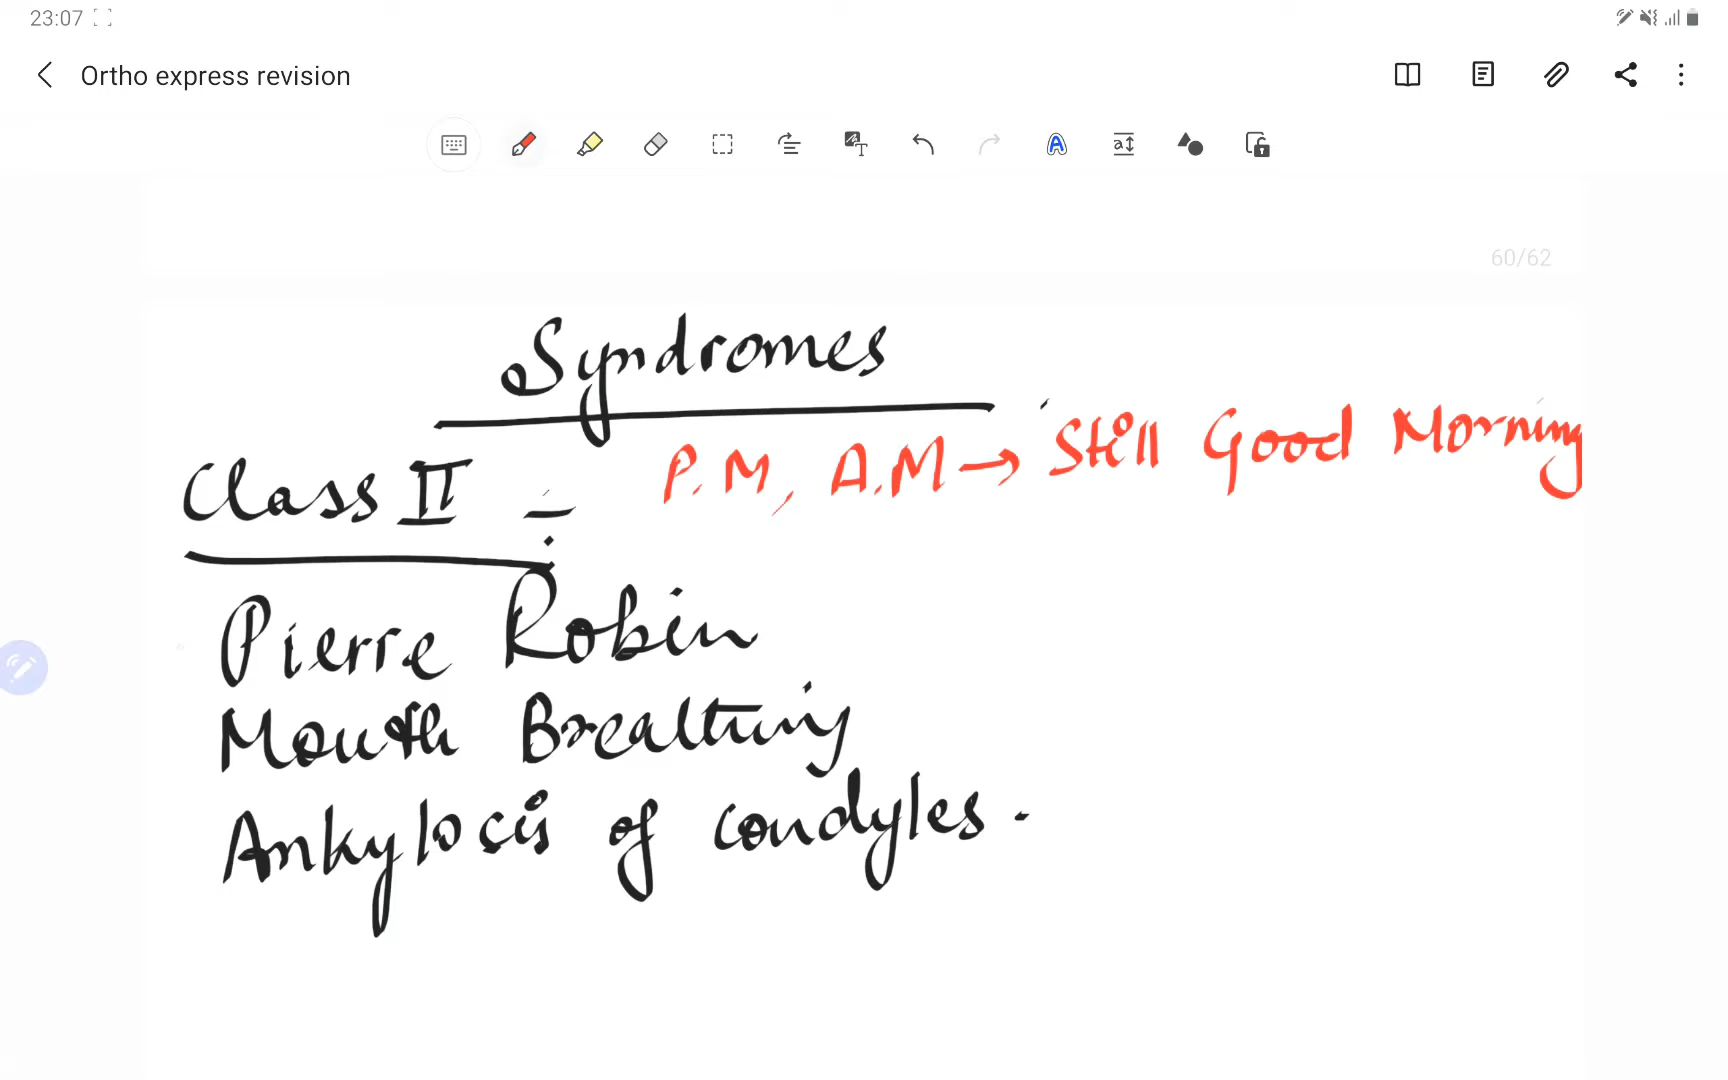 23:07
Ortho express revision
60/62
Syndromes
P.M, A.M → Still Good Morning
Class II -
Pierre Robin
Mouth Breathing
Ankylosis of condyles.